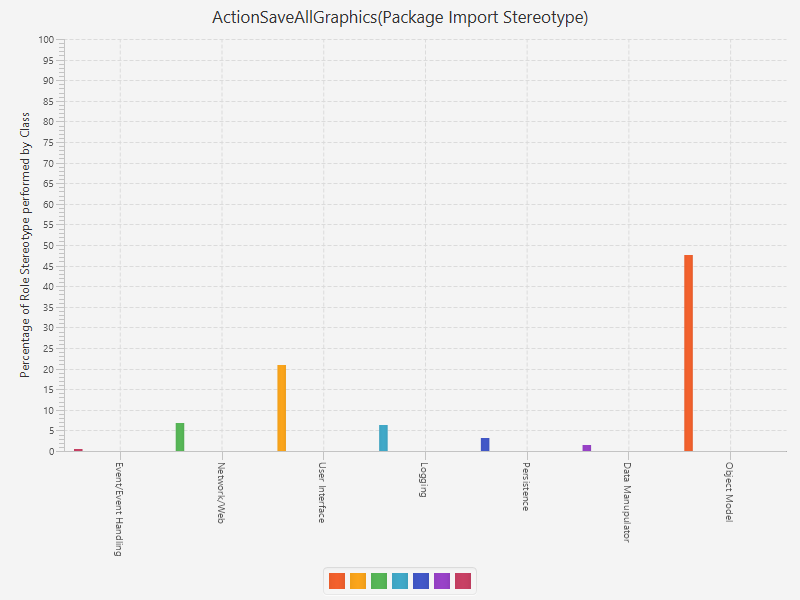 ActionSaveAllGraphics(Package Import Stereotype)
Percentage of Role Stereotype performed by Class
100
95
90
85
80
75
70
65
60
55
50
45
40
35
30
25
20
15
10
5
0
Event/Event Handling
Network/Web
User Interface
Logging
Persistence
Data Manupulator
Object Model